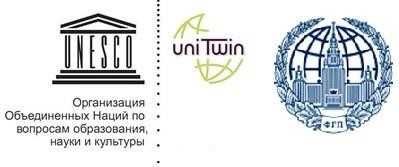 UNESCO
Организация
Объединенных Наций по
вопросам образования,
науки и культуры
uniTwin
ФГП